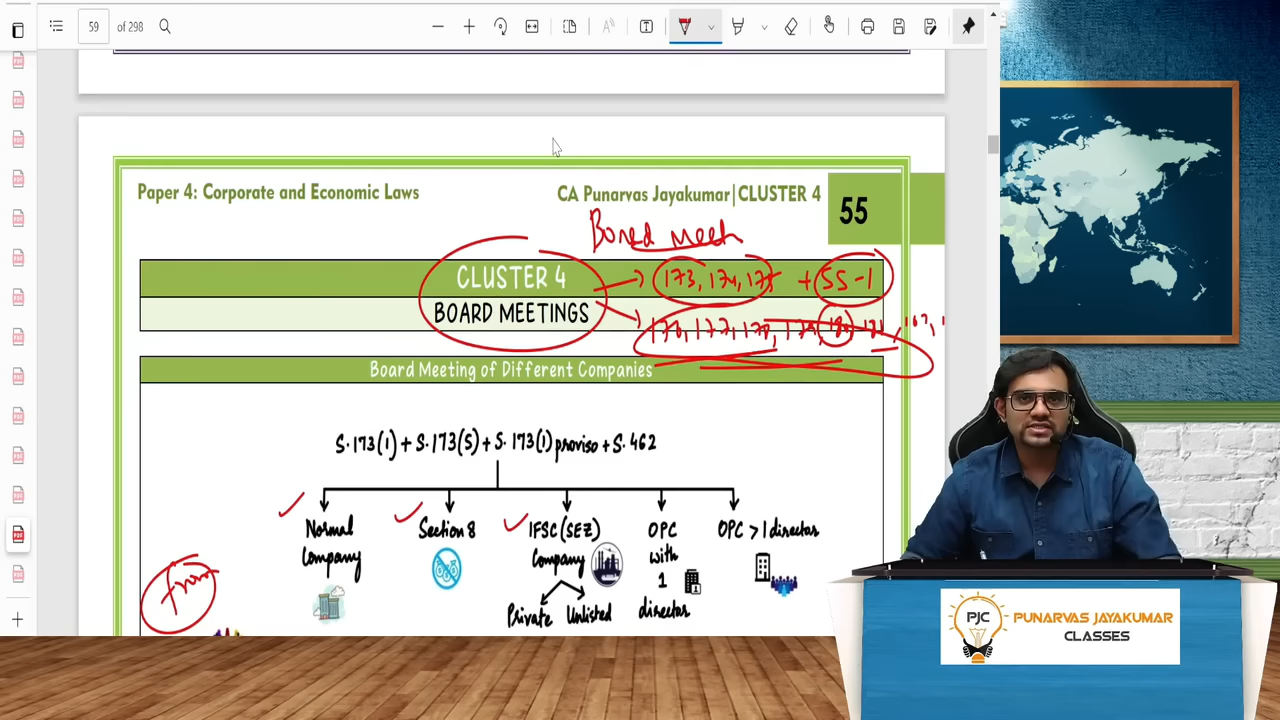 59 of 298
Paper 4: Corporate and Economic Laws
CA Punarvas Jayakumar|CLUSTER 4
55
Bored meet
CLUSTER 4
173, 174, 175 + SS-1
BOARD MEETINGS
Board Meeting of Different Companies
S.173(1) + S.173(5) + S.173(1) proviso + S.462
Normal Company
Section 8
IFSC (SEZ) Company
Private Unlisted
OPC with 1 director
OPC > 1 director
From
PJC
PUNARVAS JAYAKUMAR
CLASSES